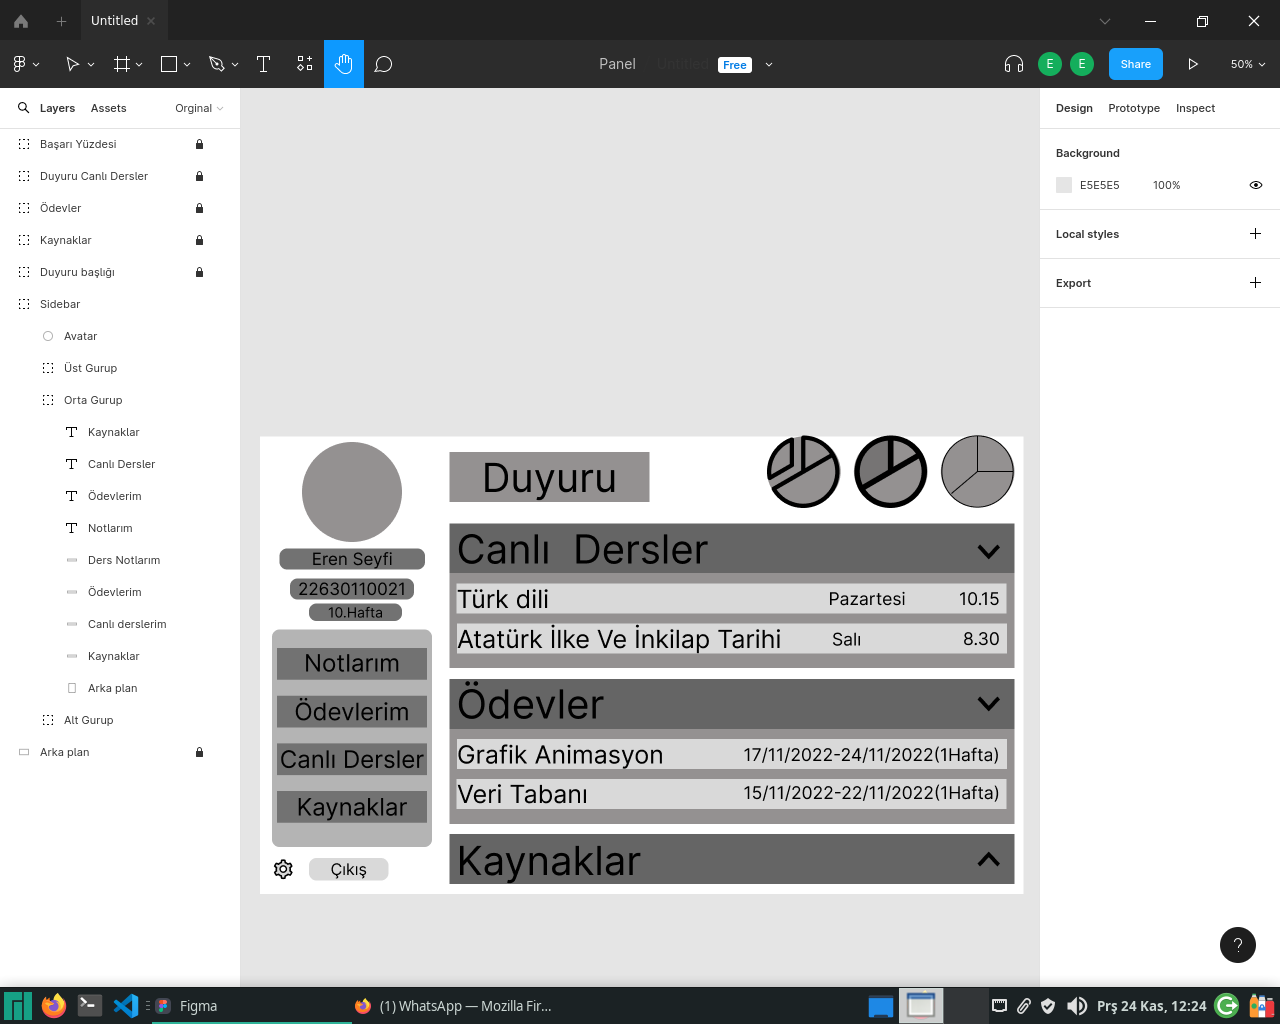 Untitled
Panel
Untitled
Free
E
E
Share
50%
Layers
Assets
Orginal
Başarı Yüzdesi
Duyuru Canlı Dersler
Ödevler
Kaynaklar
Duyuru başlığı
Sidebar
Avatar
Üst Gurup
Orta Gurup
Kaynaklar
Canlı Dersler
Ödevlerim
Notlarım
Ders Notlarım
Ödevlerim
Canlı derslerim
Kaynaklar
Arka plan
Alt Gurup
Arka plan
Eren Seyfi
22630110021
10.Hafta
Notlarım
Ödevlerim
Canlı Dersler
Kaynaklar
Çıkış
Duyuru
Canlı Dersler
Türk dili Pazartesi 10.15
Atatürk İlke Ve İnkilap Tarihi Salı 8.30
Ödevler
Grafik Animasyon 17/11/2022-24/11/2022(1Hafta)
Veri Tabanı 15/11/2022-22/11/2022(1Hafta)
Kaynaklar
Design Prototype Inspect
Background
E5E5E5 100%
Local styles
Export
?
Figma
(1) WhatsApp — Mozilla Fir...
Prş 24 Kas, 12:24